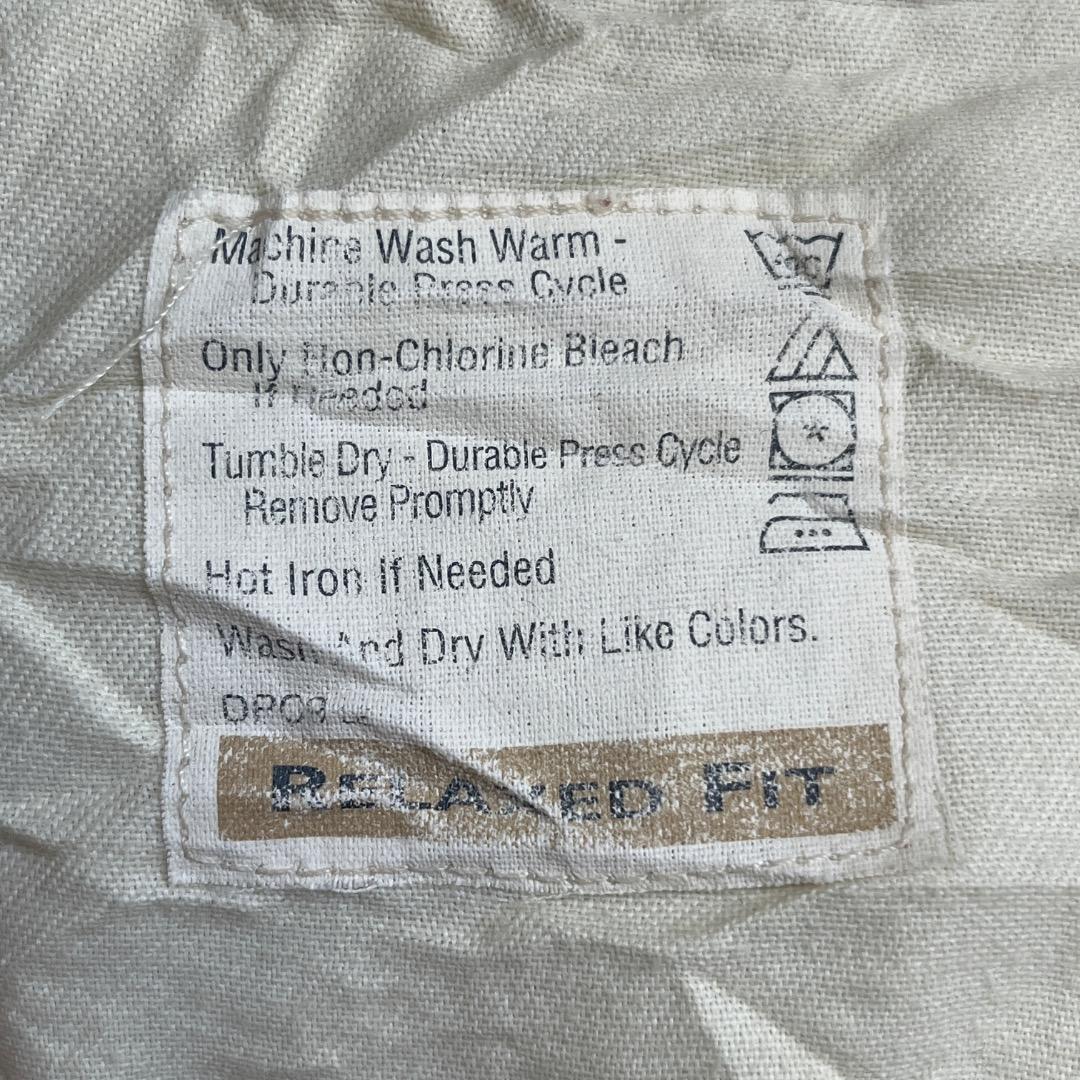 Machine Wash Warm -
Durable Press Cycle
Only Non-Chlorine Bleach
If Needed
Tumble Dry - Durable Press Cycle
Remove Promptly
Hot Iron If Needed
Wash And Dry With Like Colors.
RELAXED FIT